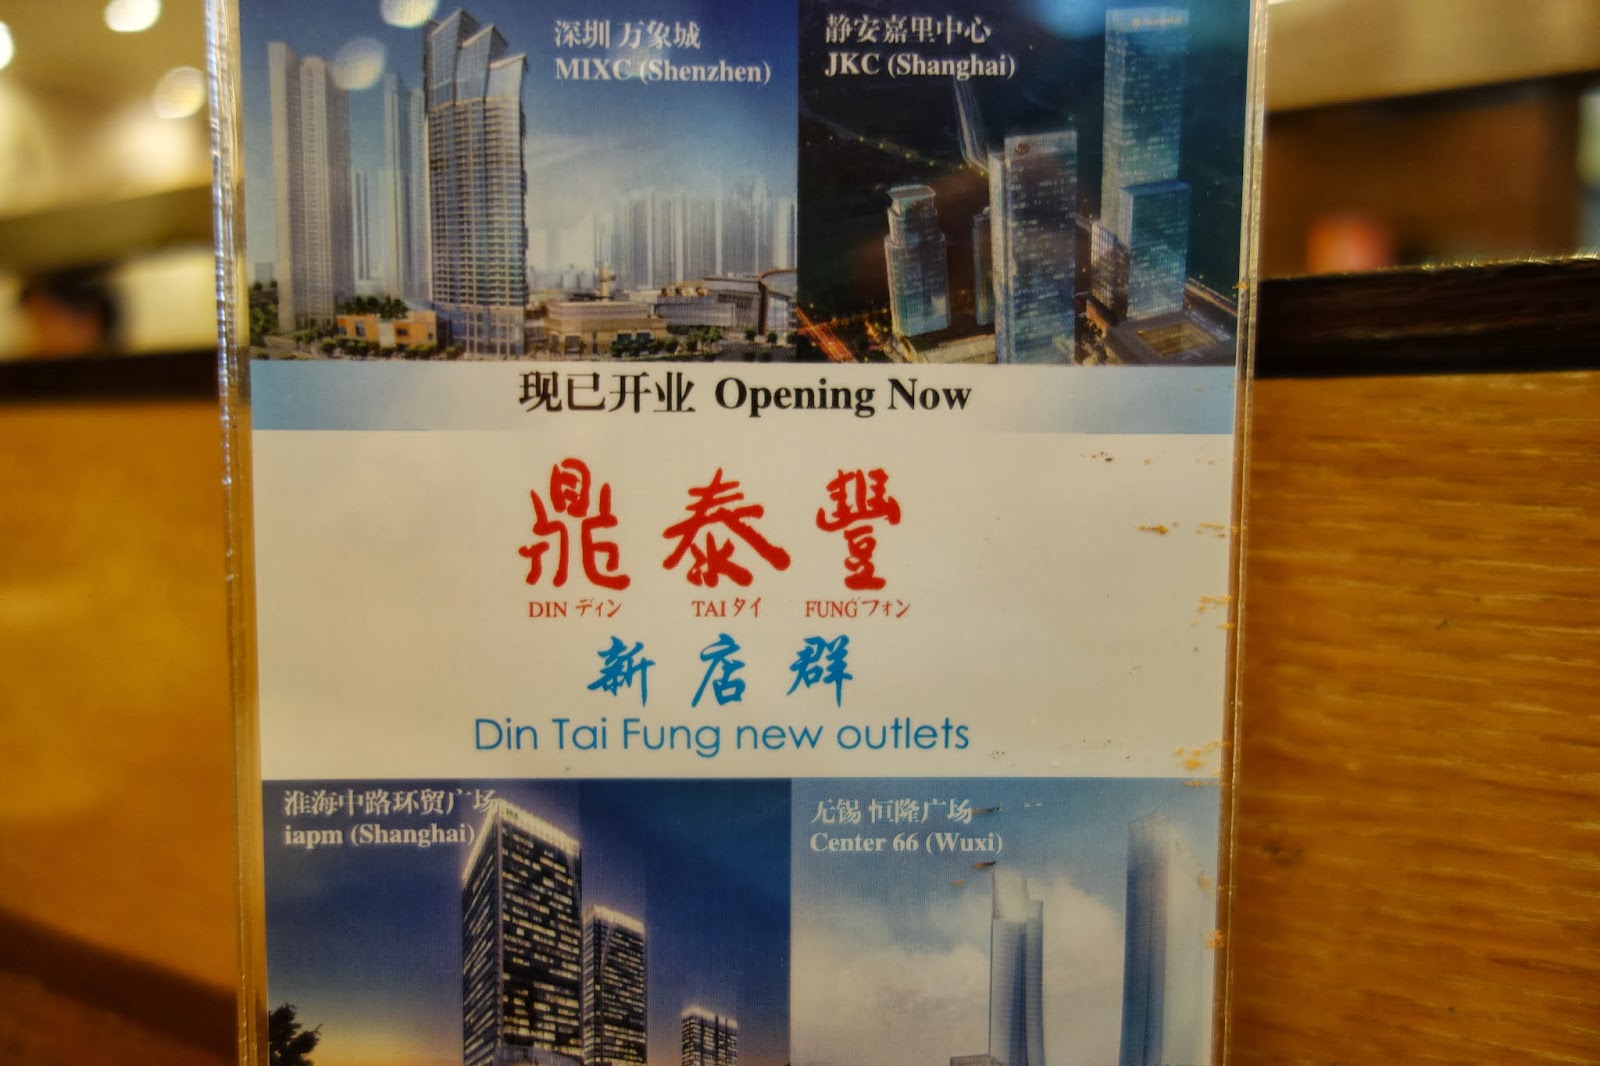 深圳 万象城
MIXC (Shenzhen)
静安嘉里中心
JKC (Shanghai)
现已开业 Opening Now
鼎泰豐
DIN ディン TAI タイ FUNG フォン
新店群
Din Tai Fung new outlets
淮海中路环贸广场
iapm (Shanghai)
无锡 恒隆广场
Center 66 (Wuxi)